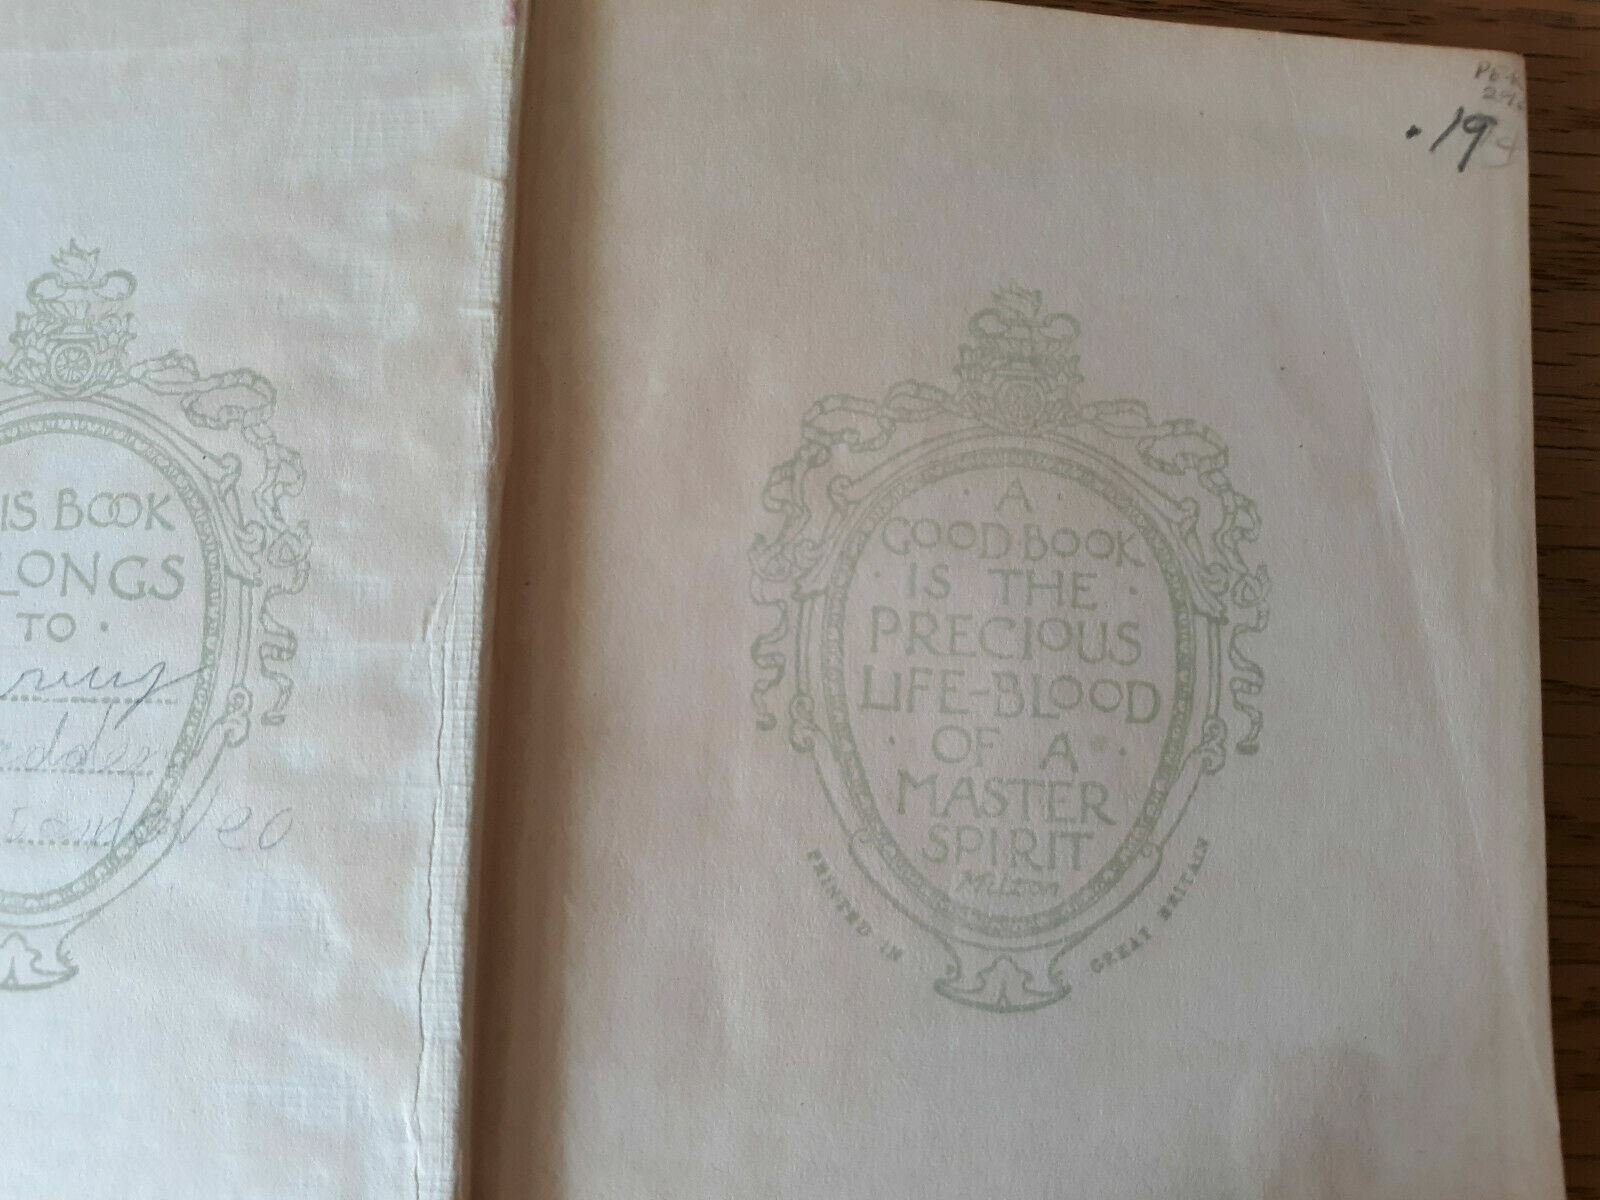 IS BOOK
LONGS
TO ·
.19
· A ·
GOOD BOOK
· IS THE ·
PRECIOUS
LIFE-BLOOD
· OF A ·
MASTER
SPIRIT
Milton
PRINTED IN GREAT BRITAIN